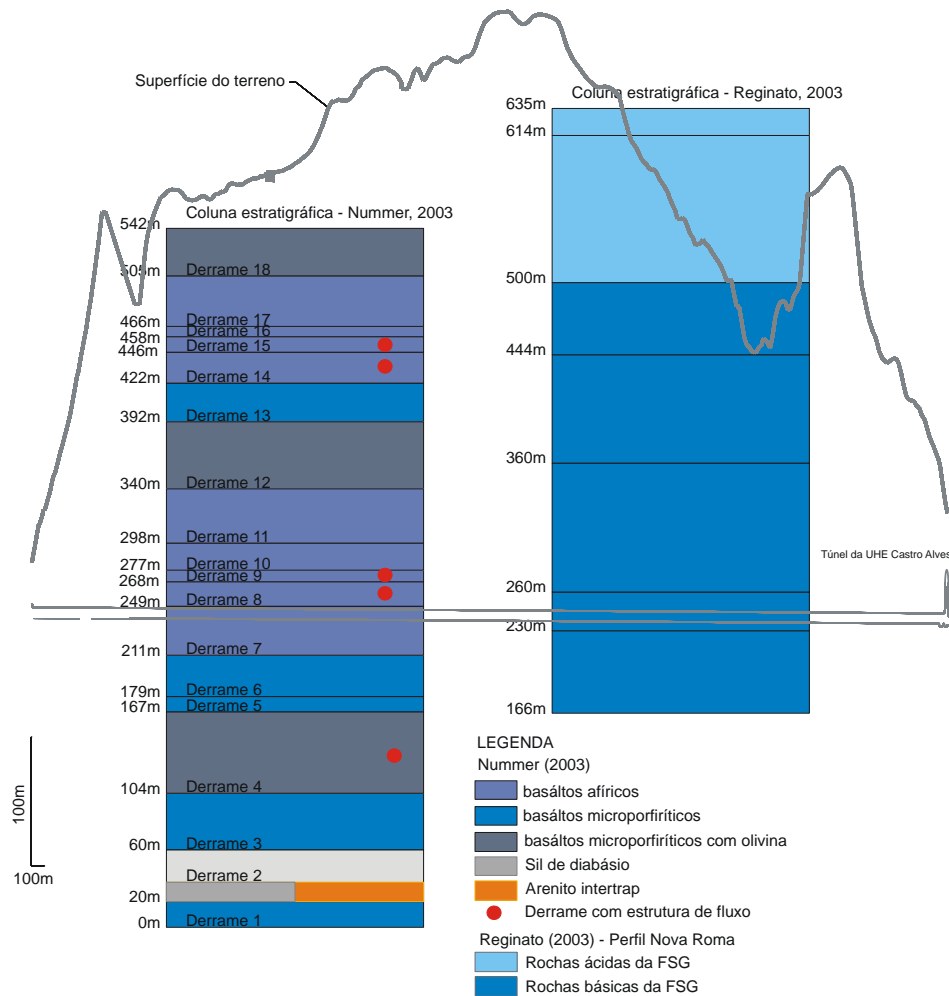 Superfície do terreno
Coluna estratigráfica - Reginato, 2003
635m
614m
500m
444m
360m
260m
230m
166m
Coluna estratigráfica - Nummer, 2003
542m
505m
466m
458m
446m
422m
392m
340m
298m
277m
268m
249m
211m
179m
167m
104m
60m
20m
0m
Derrame 18
Derrame 17
Derrame 16
Derrame 15
Derrame 14
Derrame 13
Derrame 12
Derrame 11
Derrame 10
Derrame 9
Derrame 8
Derrame 7
Derrame 6
Derrame 5
Derrame 4
Derrame 3
Derrame 2
Derrame 1
Túnel da UHE Castro Alves
100m
100m
LEGENDA
Nummer (2003)
basáltos afíricos
basáltos microporfiríticos
basáltos microporfiríticos com olivina
Sil de diabásio
Arenito intertrap
Derrame com estrutura de fluxo
Reginato (2003) - Perfil Nova Roma
Rochas ácidas da FSG
Rochas básicas da FSG